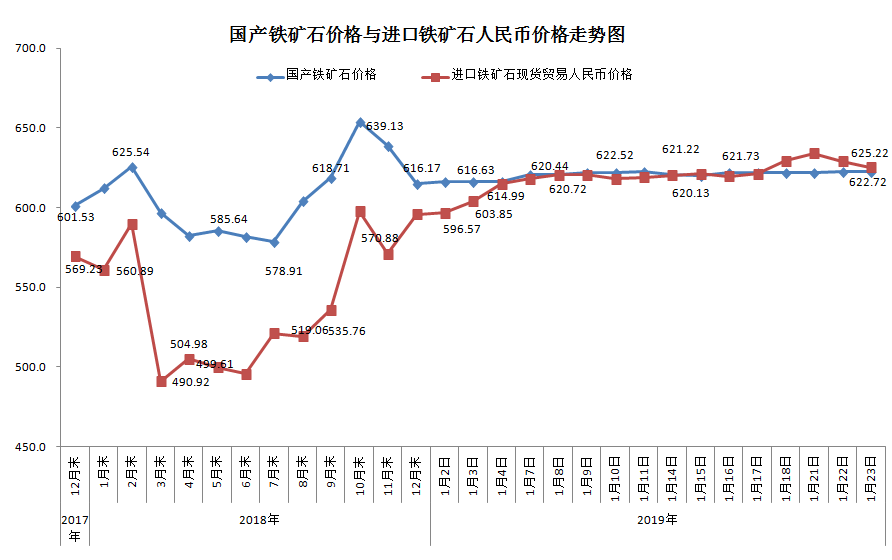 国产铁矿石价格与进口铁矿石人民币价格走势图
国产铁矿石价格
进口铁矿石现货贸易人民币价格
700.0
650.0
600.0
550.0
500.0
450.0
601.53
625.54
585.64
578.91
618.71
639.13
616.17
616.63
620.44
622.52
621.22
621.73
622.72
569.23
560.89
490.92
504.98
499.61
519.06
535.76
570.88
596.57
603.85
614.99
620.72
620.13
625.22
12月末
1月末
2月末
3月末
4月末
5月末
6月末
7月末
8月末
9月末
10月末
11月末
12月末
1月2日
1月3日
1月4日
1月7日
1月8日
1月9日
1月10日
1月11日
1月14日
1月15日
1月16日
1月17日
1月18日
1月21日
1月22日
1月23日
2017
年
2018年
2019年